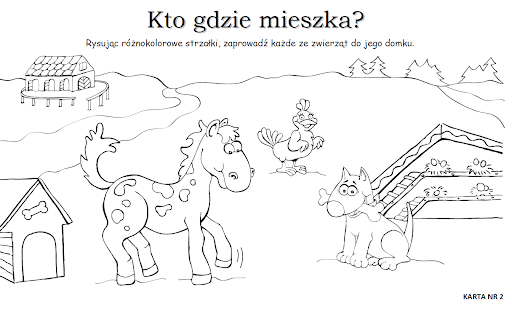 Kto gdzie mieszka?
Rysując różnokolorowe strzałki, zaprowadź każde ze zwierząt do jego domku.
KARTA NR 2